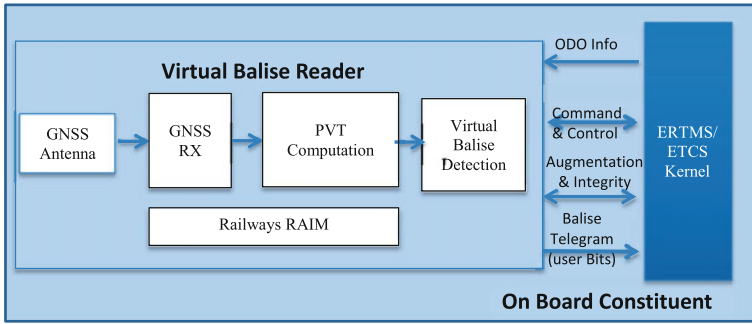 ODO Info
Virtual Balise Reader
GNSS
Antenna
GNSS
RX
PVT
Computation
Virtual
Balise
Detection
Railways RAIM
Command
& Control
Augmentation
& Integrity
Balise
Telegram
(user Bits)
ERTMS/
ETCS
Kernel
On Board Constituent